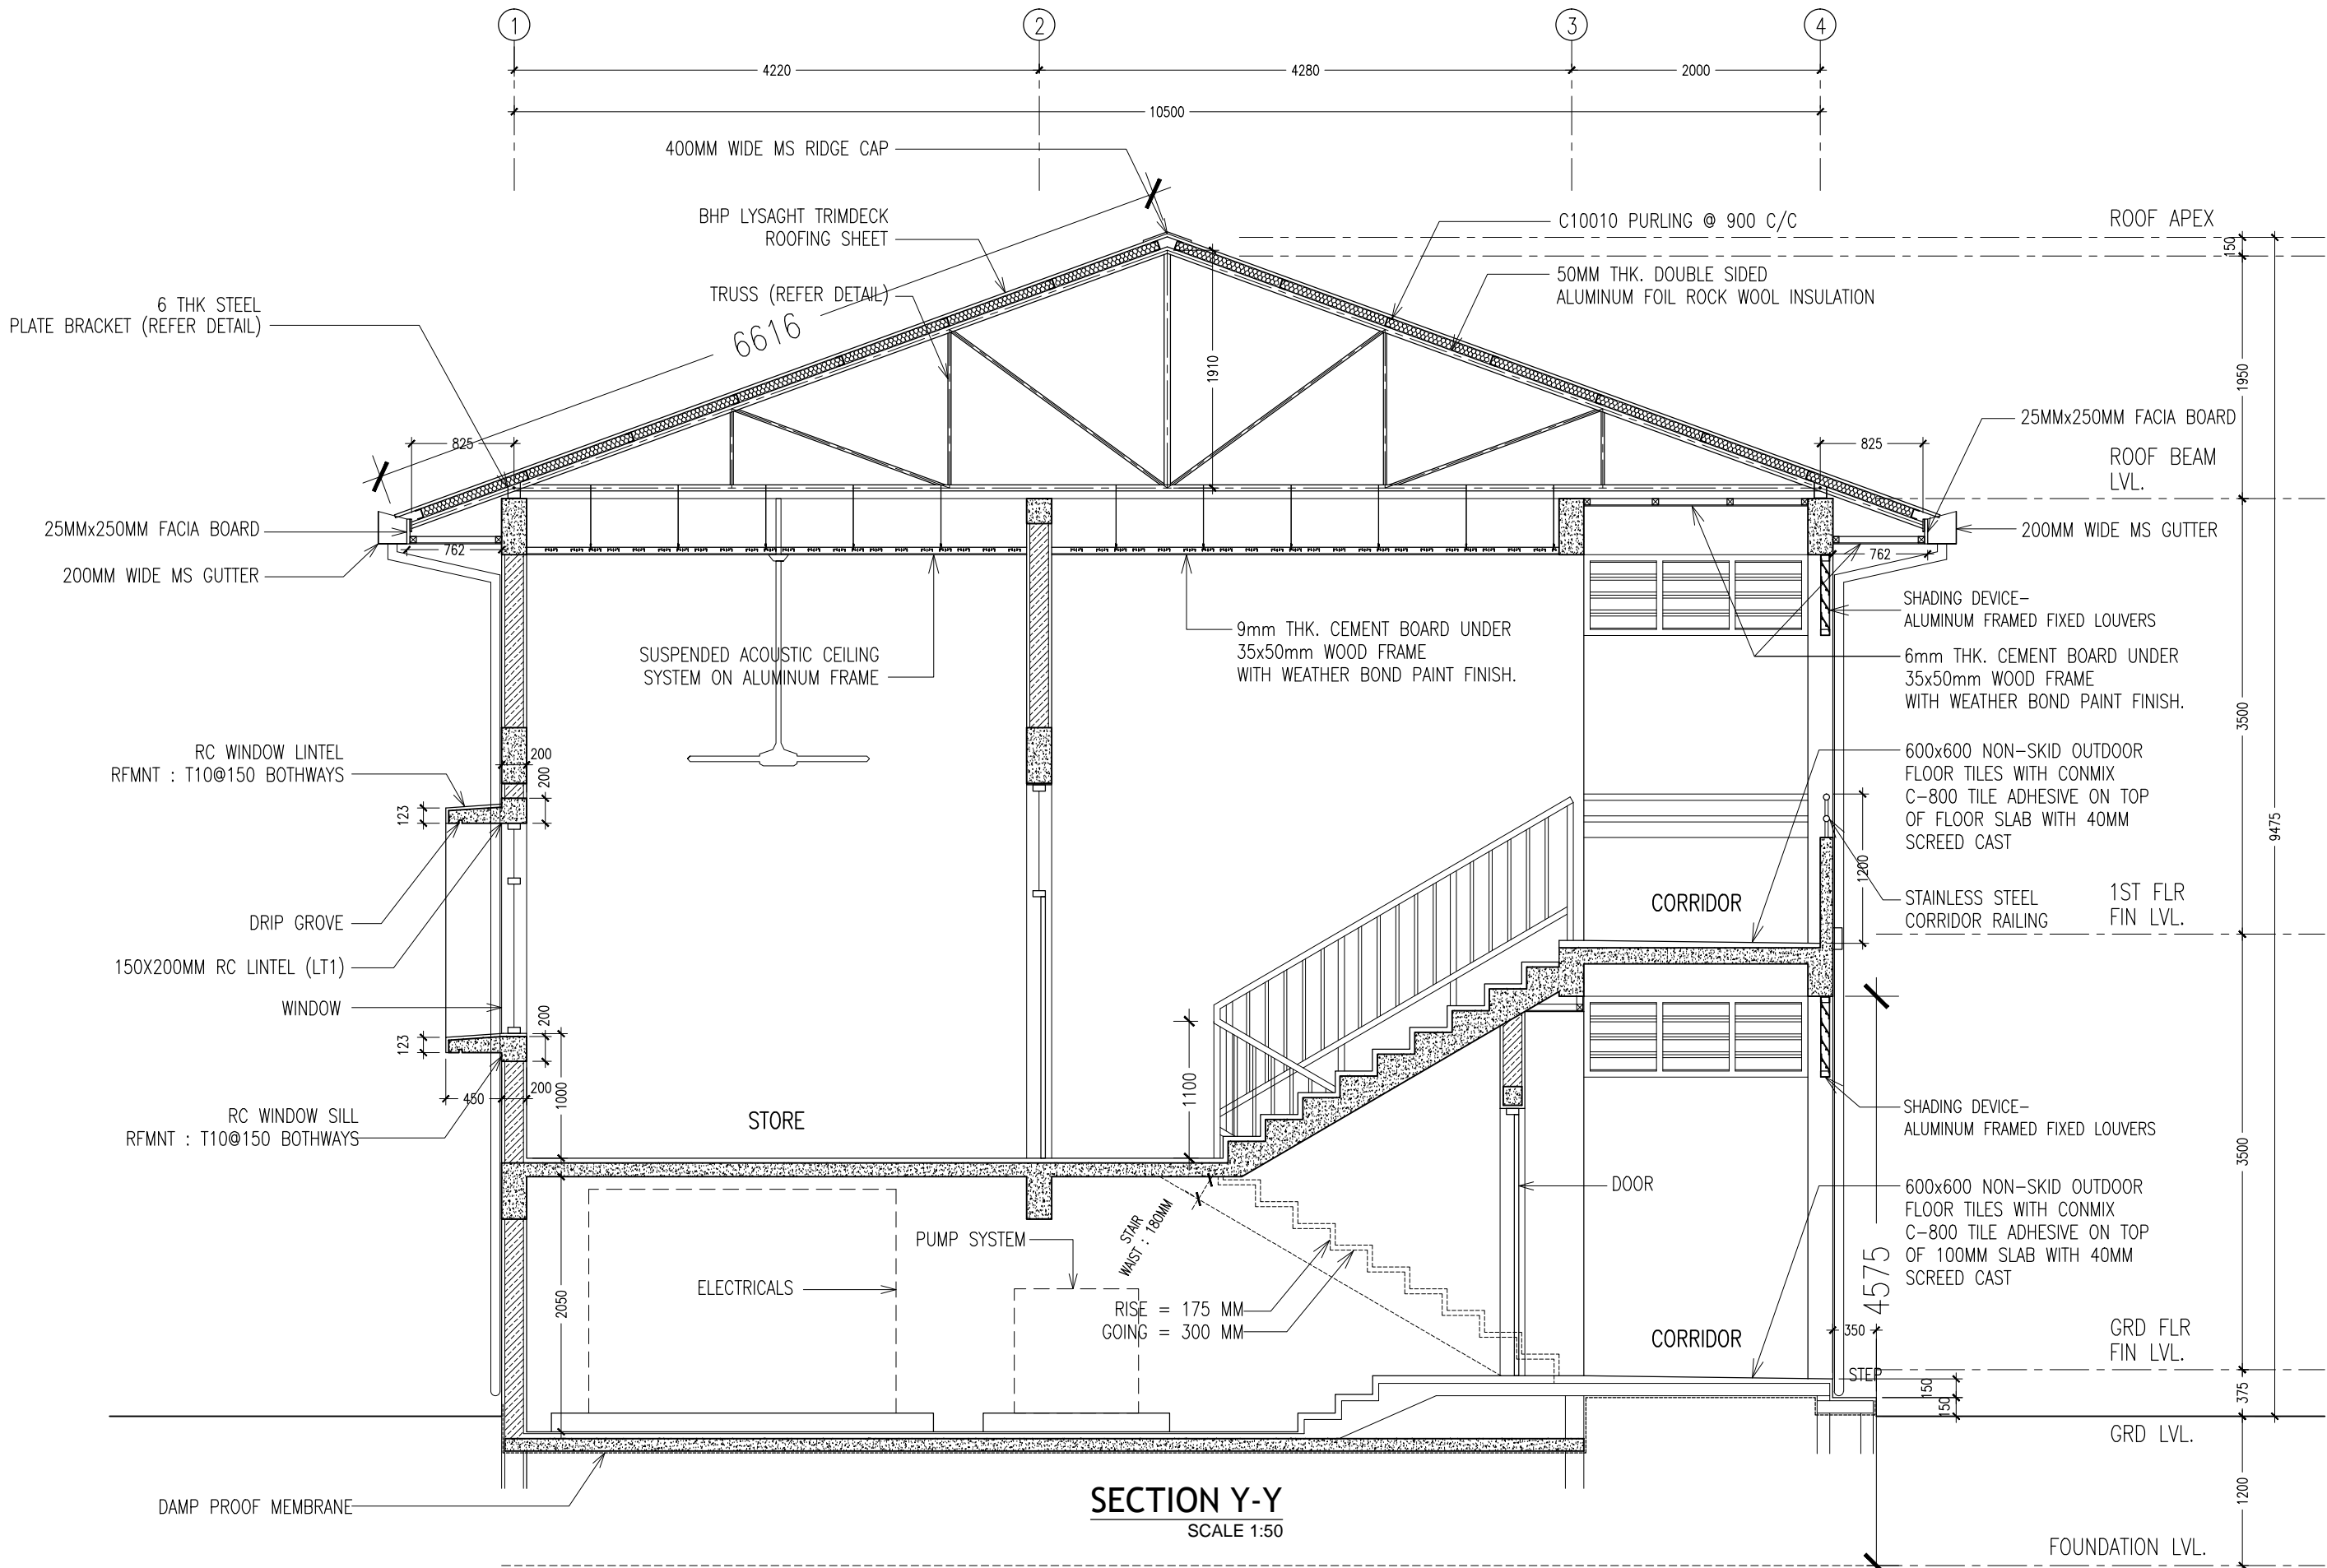 1
2
3
4
4220
4280
2000
10500
400MM WIDE MS RIDGE CAP
BHP LYSAGHT TRIMDECK
ROOFING SHEET
C10010 PURLING @ 900 C/C
ROOF APEX
150
50MM THK. DOUBLE SIDED
ALUMINUM FOIL ROCK WOOL INSULATION
TRUSS (REFER DETAIL)
6 THK STEEL
PLATE BRACKET (REFER DETAIL)
6616
1910
1950
825
825
25MMx250MM FACIA BOARD
ROOF BEAM
LVL.
25MMx250MM FACIA BOARD
200MM WIDE MS GUTTER
762
762
200MM WIDE MS GUTTER
SHADING DEVICE-
ALUMINUM FRAMED FIXED LOUVERS
9mm THK. CEMENT BOARD UNDER
35x50mm WOOD FRAME
WITH WEATHER BOND PAINT FINISH.
SUSPENDED ACOUSTIC CEILING
SYSTEM ON ALUMINUM FRAME
6mm THK. CEMENT BOARD UNDER
35x50mm WOOD FRAME
WITH WEATHER BOND PAINT FINISH.
3500
RC WINDOW LINTEL
RFMNT : T10@150 BOTHWAYS
200
200
123
600x600 NON-SKID OUTDOOR
FLOOR TILES WITH CONMIX
C-800 TILE ADHESIVE ON TOP
OF FLOOR SLAB WITH 40MM
SCREED CAST
9475
1200
DRIP GROVE
CORRIDOR
STAINLESS STEEL
CORRIDOR RAILING
1ST FLR
FIN LVL.
150X200MM RC LINTEL (LT1)
WINDOW
200
123
450
200
1000
1100
RC WINDOW SILL
RFMNT : T10@150 BOTHWAYS
STORE
SHADING DEVICE-
ALUMINUM FRAMED FIXED LOUVERS
3500
DOOR
600x600 NON-SKID OUTDOOR
FLOOR TILES WITH CONMIX
C-800 TILE ADHESIVE ON TOP
OF 100MM SLAB WITH 40MM
SCREED CAST
STAIR
WAIST : 180MM
PUMP SYSTEM
ELECTRICALS
2050
RISE = 175 MM
GOING = 300 MM
4575
CORRIDOR
350
GRD FLR
FIN LVL.
STEP
150
150
375
GRD LVL.
DAMP PROOF MEMBRANE
SECTION Y-Y
SCALE 1:50
1200
FOUNDATION LVL.